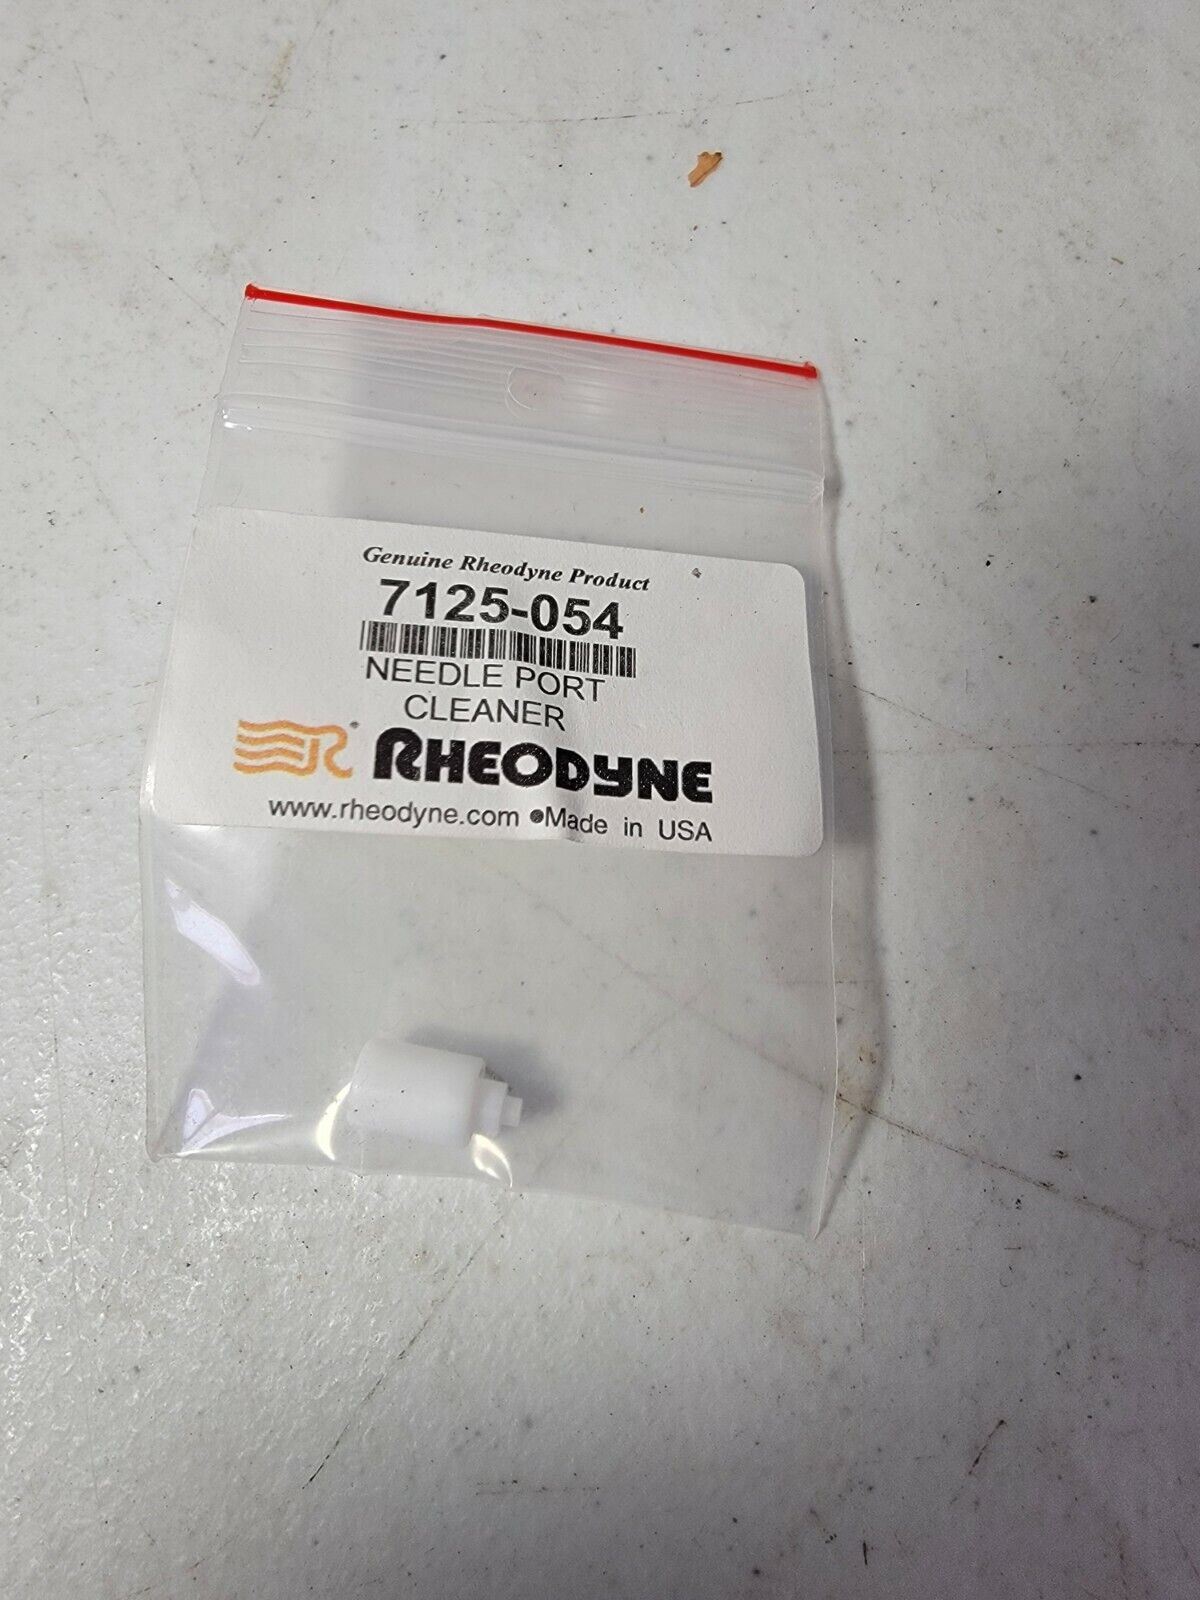 Genuine Rheodyne Product
7125-054
NEEDLE PORT
CLEANER
R® RHEODYNE
www.rheodyne.com ●Made in USA